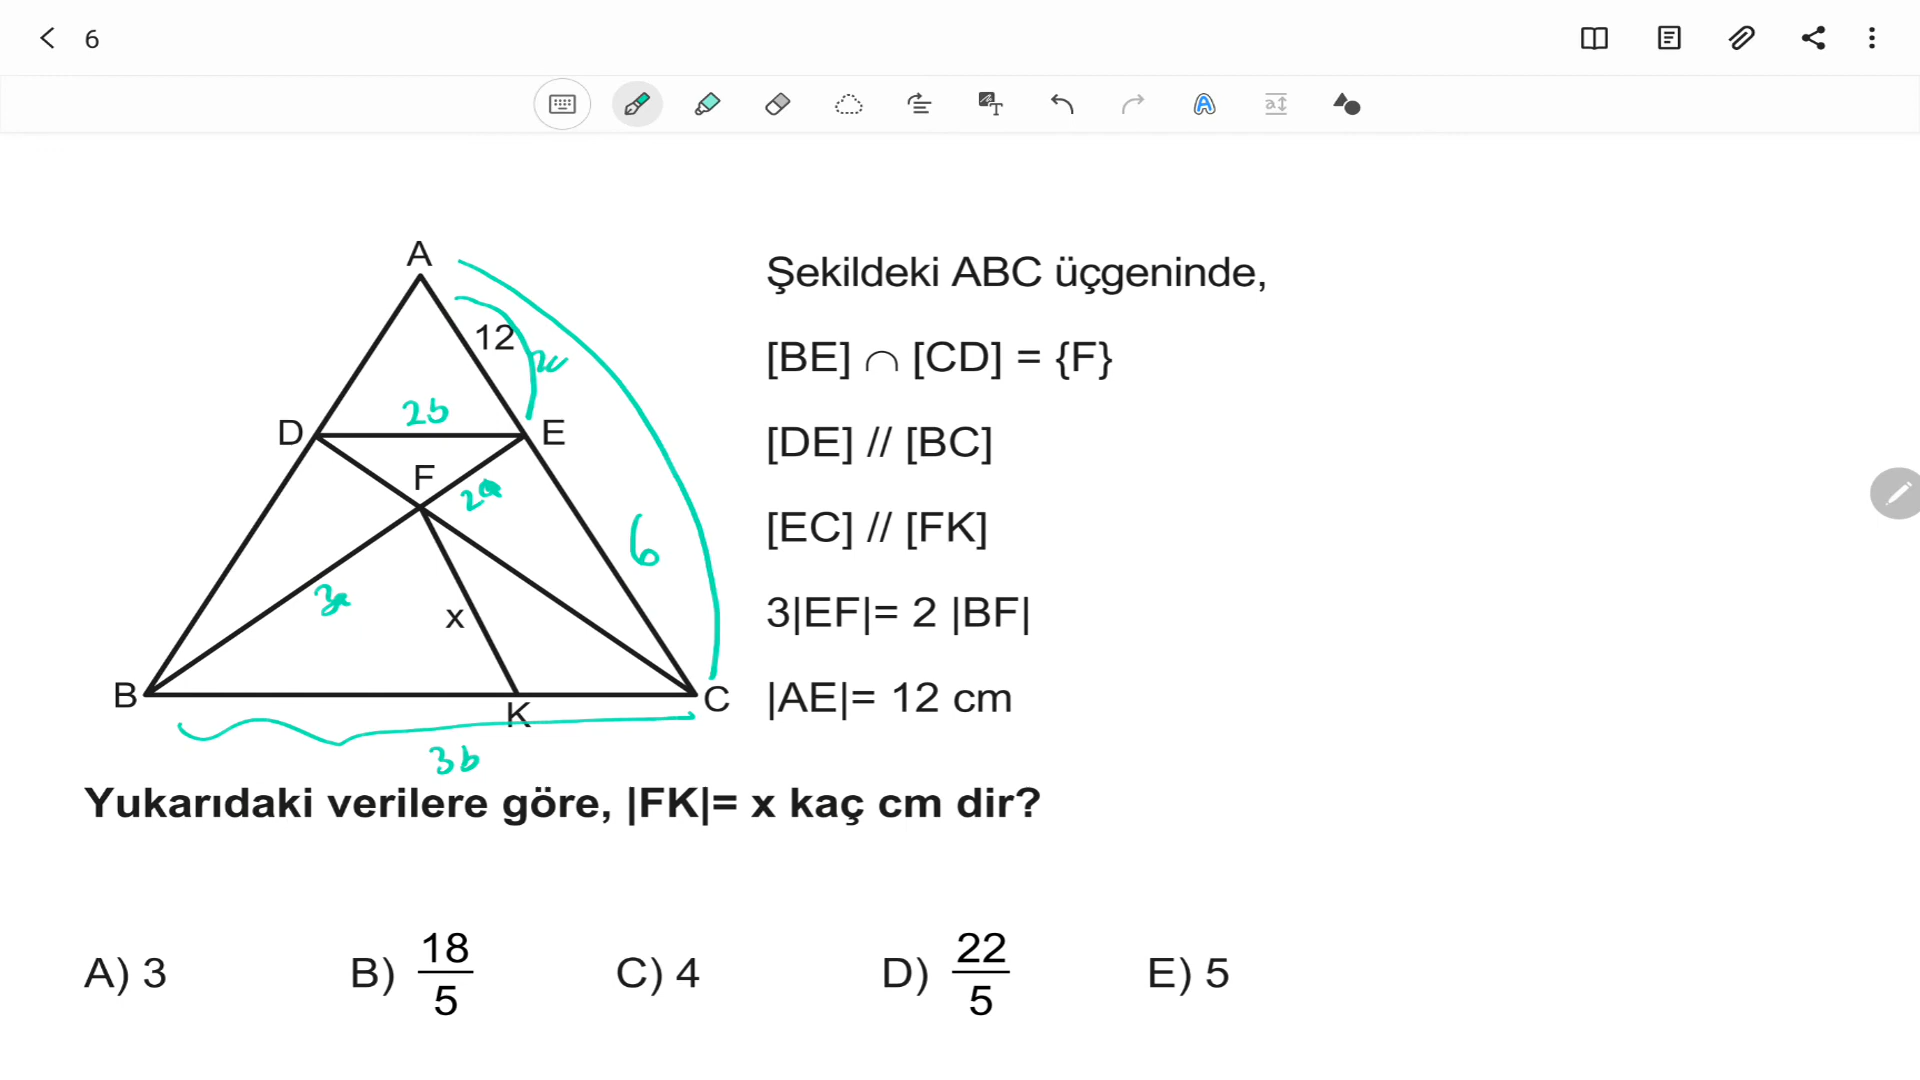 6
A
12
2b
D
E
F
2a
6
3a
x
B
K
C
3b
Şekildeki ABC üçgeninde,
[BE] ∩ [CD] = {F}
[DE] // [BC]
[EC] // [FK]
3|EF|= 2 |BF|
|AE|= 12 cm
Yukarıdaki verilere göre, |FK|= x kaç cm dir?
A) 3 B) 18/5 C) 4 D) 22/5 E) 5